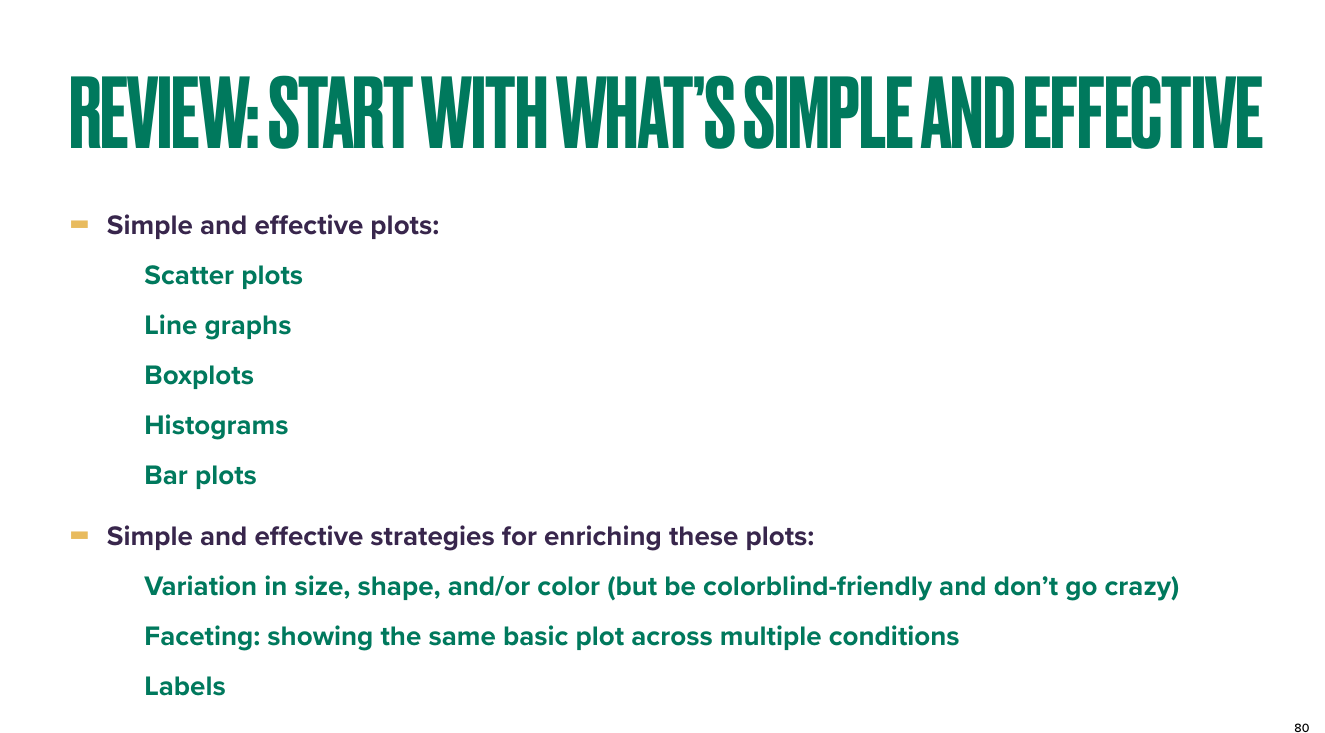 REVIEW: START WITH WHAT’S SIMPLE AND EFFECTIVE
Simple and effective plots:
Scatter plots
Line graphs
Boxplots
Histograms
Bar plots
Simple and effective strategies for enriching these plots:
Variation in size, shape, and/or color (but be colorblind-friendly and don’t go crazy)
Faceting: showing the same basic plot across multiple conditions
Labels
80